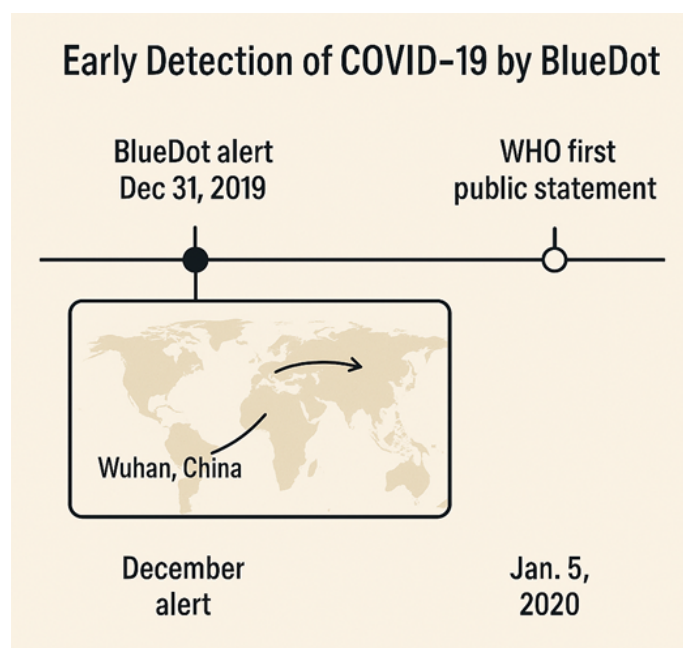 Early Detection of COVID-19 by BlueDot
BlueDot alert
Dec 31, 2019
WHO first
public statement
Wuhan, China
December
alert
Jan. 5,
2020